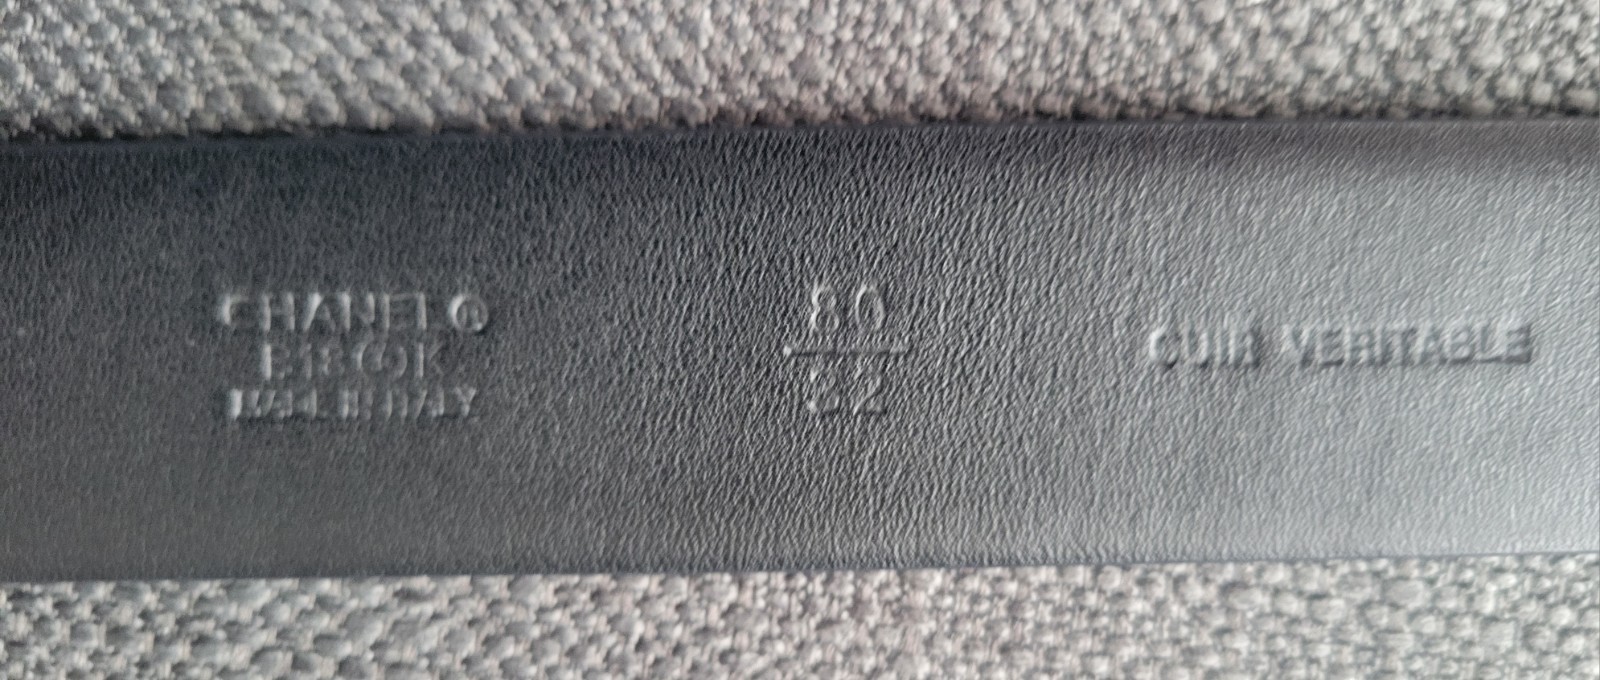 CHANEL®
MADE IN ITALY
80
32
CUIR VERITABLE